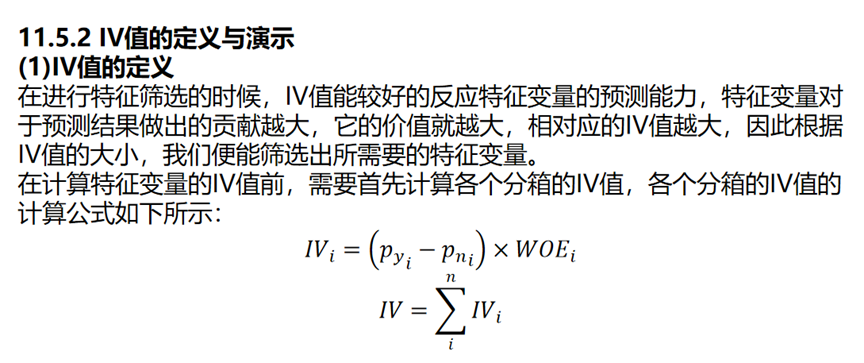 11.5.2 IV值的定义与演示
(1)IV值的定义
在进行特征筛选的时候，IV值能较好的反应特征变量的预测能力，特征变量对
于预测结果做出的贡献越大，它的价值就越大，相对应的IV值越大，因此根据
IV值的大小，我们便能筛选出所需要的特征变量。
在计算特征变量的IV值前，需要首先计算各个分箱的IV值，各个分箱的IV值的
计算公式如下所示：
IV_i = (p_{y_i} − p_{n_i}) × WOE_i
IV = \sum_{i}^{n} IV_i